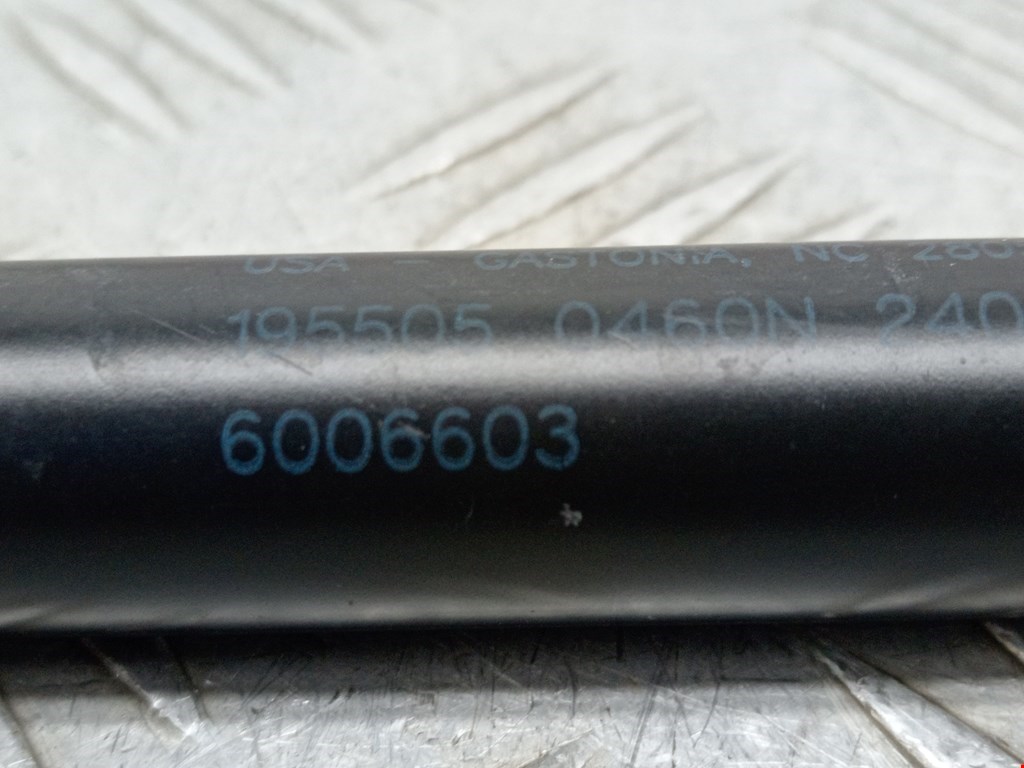 USA - GASTONIA, NC
195505 0460N 240
6006603